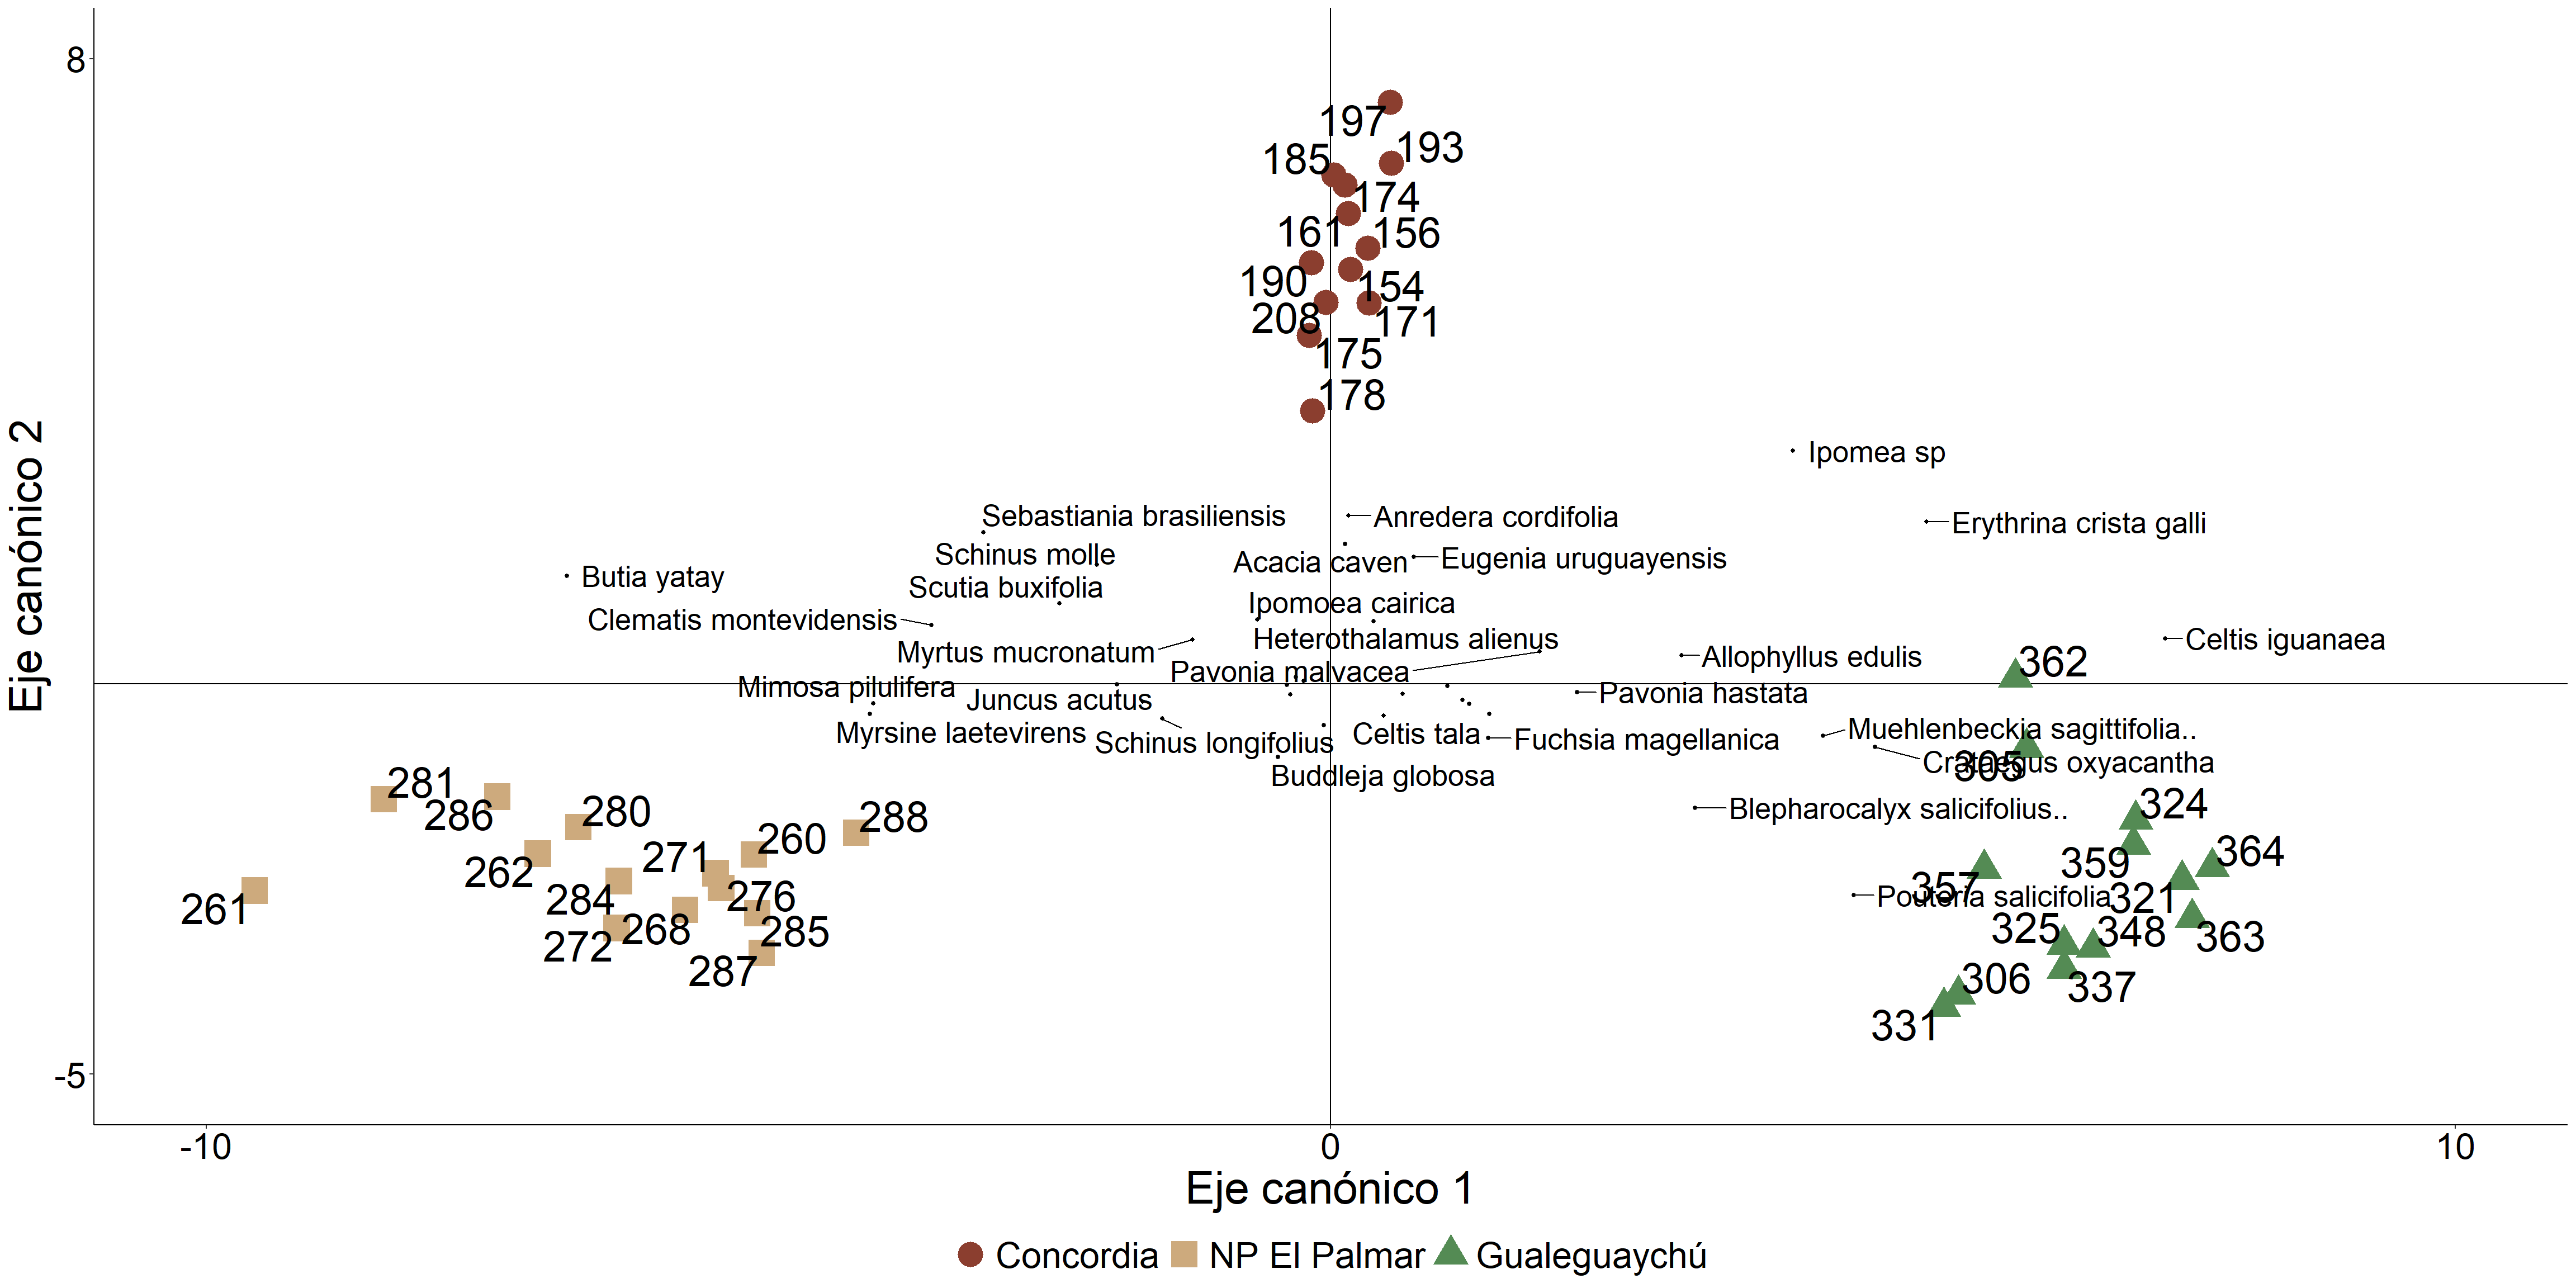 8
197
193
185
174
161
156
190
154
208
171
175
178
Ipomea sp
Sebastiania brasiliensis
Anredera cordifolia
Erythrina crista galli
Schinus molle
Acacia caven
Eugenia uruguayensis
Butia yatay
Scutia buxifolia
Ipomoea cairica
Clematis montevidensis
Heterothalamus alienus
Celtis iguanaea
Myrtus mucronatum
Allophyllus edulis
362
Pavonia malvacea
Mimosa pilulifera
Juncus acutus
Pavonia hastata
Myrsine laetevirens
Schinus longifolius
Celtis tala
Fuchsia magellanica
Muehlenbeckia sagittifolia..
305
Crataegus oxyacantha
Buddleja globosa
281
286
280
288
260
Blepharocalyx salicifolius..
324
262
271
359
364
284
276
357
Pouteria salicifolia
321
261
272
268
285
325
348
363
287
306
337
331
-5
-10
0
10
Eje canónico 2
Eje canónico 1
Concordia
NP El Palmar
Gualeguaychú